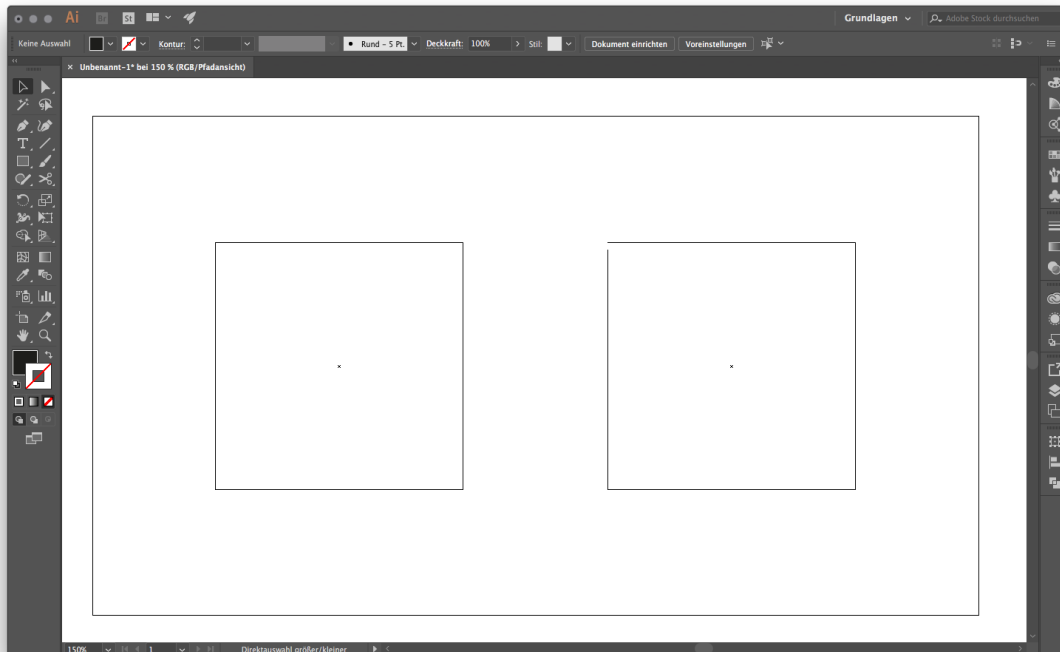 Ai Br St Grundlagen Adobe Stock durchsuchen
Keine Auswahl Kontur: Rund - 5 Pt. Deckkraft: 100% Stil: Dokument einrichten Voreinstellungen
× Unbenannt-1* bei 150 % (RGB/Pfadansicht)
150% 1 Direktauswahl größer/kleiner